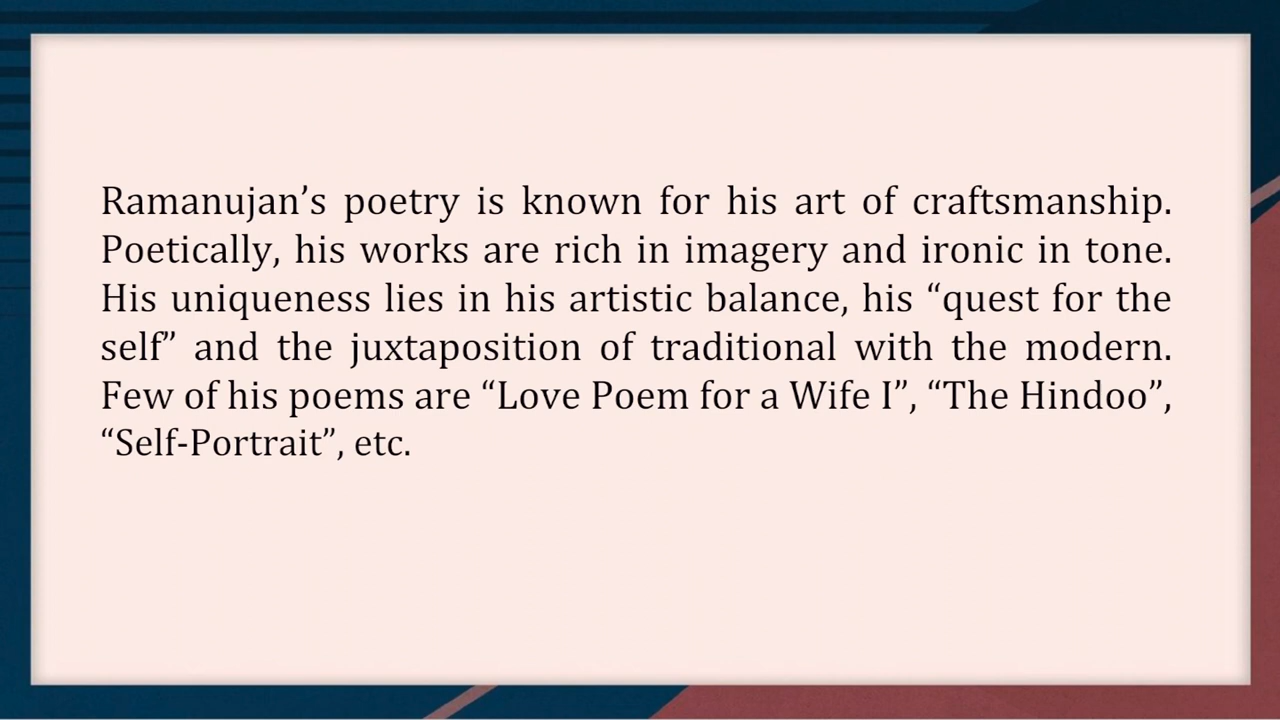 Ramanujan’s poetry is known for his art of craftsmanship.
Poetically, his works are rich in imagery and ironic in tone.
His uniqueness lies in his artistic balance, his “quest for the
self” and the juxtaposition of traditional with the modern.
Few of his poems are “Love Poem for a Wife I”, “The Hindoo”,
“Self-Portrait”, etc.